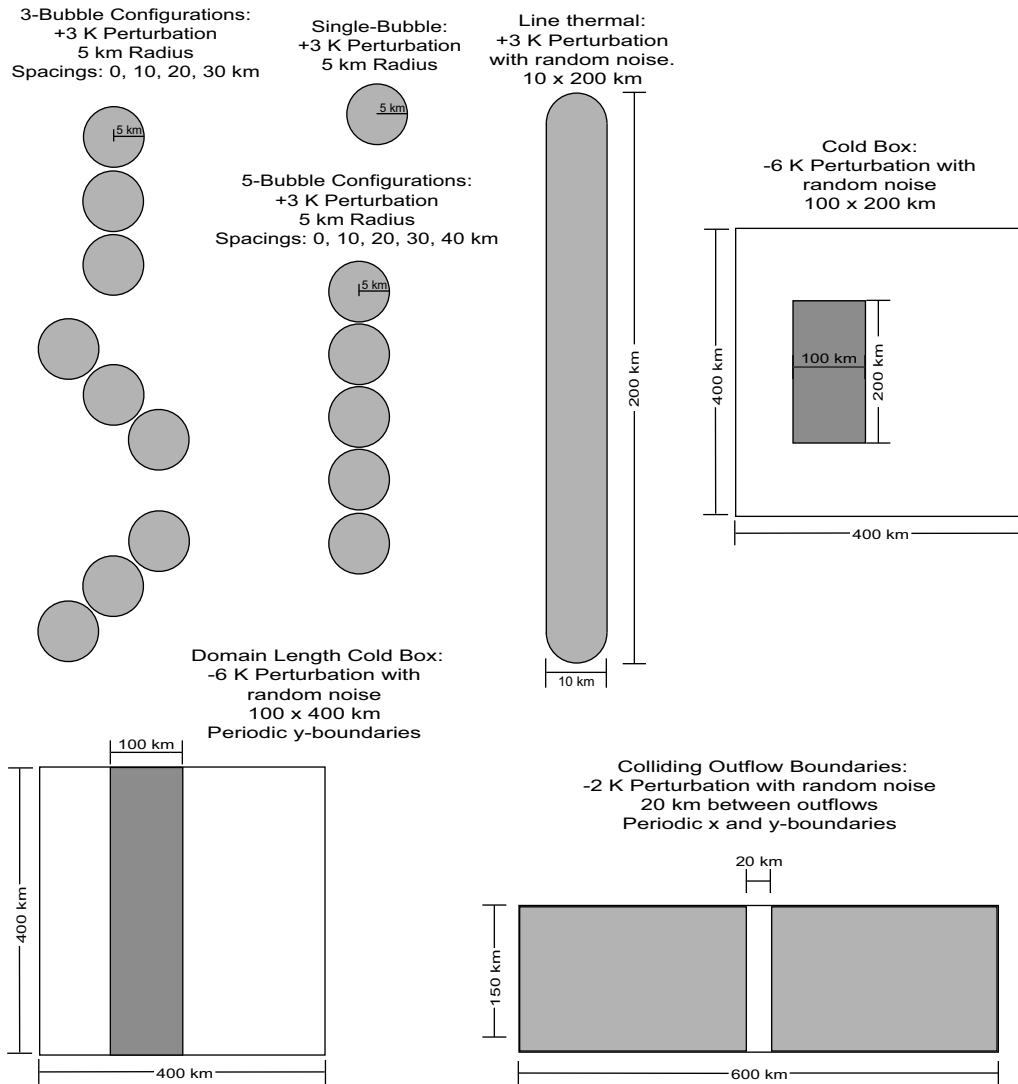 3-Bubble Configurations:
+3 K Perturbation
5 km Radius
Spacings: 0, 10, 20, 30 km
5 km
Single-Bubble:
+3 K Perturbation
5 km Radius
5 km
5-Bubble Configurations:
+3 K Perturbation
5 km Radius
Spacings: 0, 10, 20, 30, 40 km
5 km
Line thermal:
+3 K Perturbation
with random noise.
10 x 200 km
200 km
10 km
Cold Box:
-6 K Perturbation with
random noise
100 x 200 km
400 km
100 km
200 km
400 km
Domain Length Cold Box:
-6 K Perturbation with
random noise
100 x 400 km
Periodic y-boundaries
100 km
400 km
400 km
Colliding Outflow Boundaries:
-2 K Perturbation with random noise
20 km between outflows
Periodic x and y-boundaries
20 km
150 km
600 km